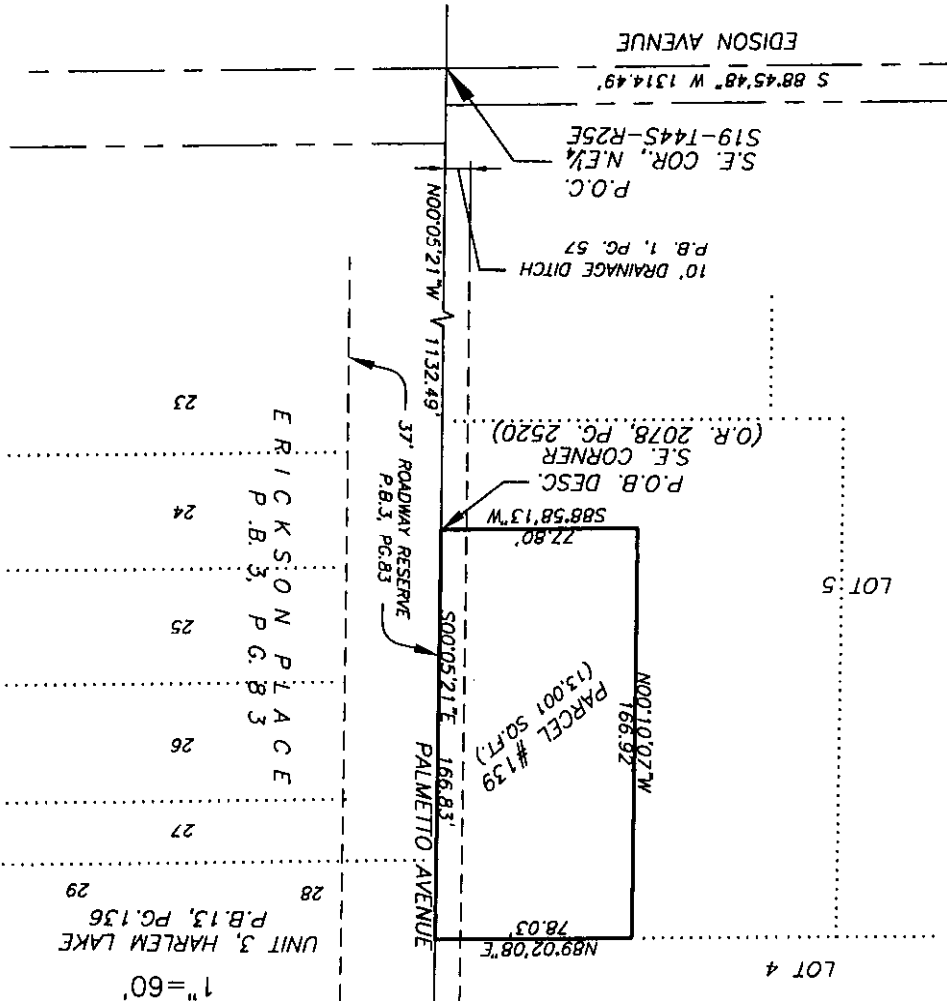 EDISON AVENUE
S 88°45'48" W 1314.49'
P.O.C.
S.E. COR., N.E¼
S19-T44S-R25E
10' DRAINAGE DITCH
P.B. 1, PG. 57
N00°05'21"W 1132.49'
37' ROADWAY RESERVE
P.B.3, PG.83
P.O.B. DESC.
S.E. CORNER
(O.R. 2078, PG. 2520)
S88°58'13"W
77.80'
LOT 5
PARCEL
#139
(13,001 SQ.FT.)
N00°10'07"W
166.92'
S00°05'21"E 166.83'
PALMETTO AVENUE
N89°02'08"E
78.03'
LOT 4
ERICKSON PLACE
P.B. 3, PG. 83
23
24
25
26
27
28
29
UNIT 3, HARLEM LAKE
P.B.13, PG.136
1"=60'